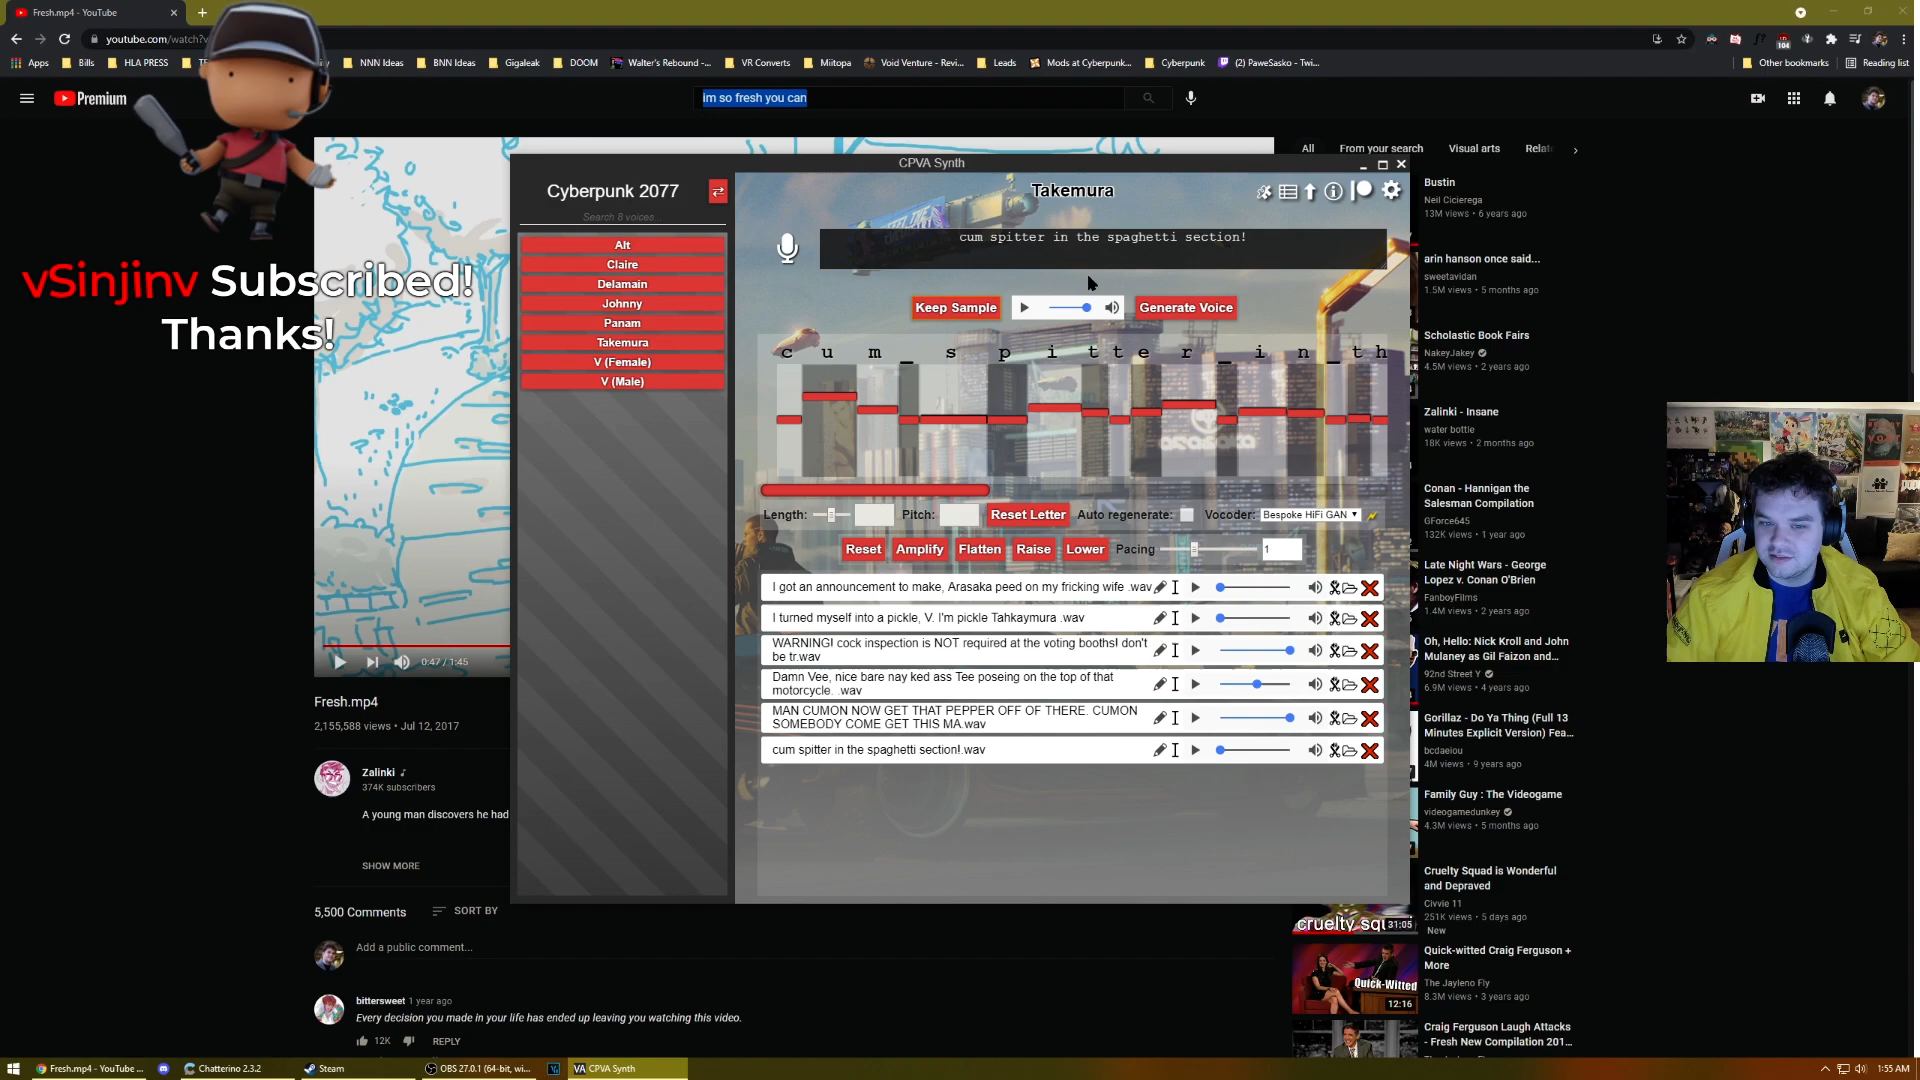 Fresh.mp4 - YouTube
youtube.com/watch?v
Apps
Bills
HLA PRESS
NNN Ideas
BNN Ideas
Gigaleak
DOOM
Walter's Rebound -...
VR Converts
Miitopa
Void Venture - Revi...
Leads
Mods at Cyberpunk...
Cyberpunk
(2) PaweSasko - Twi...
Other bookmarks
Reading list
104
Premium
im so fresh you can
vSinjinv Subscribed!
Thanks!
CPVA Synth
Cyberpunk 2077
Search 8 voices...
Alt
Claire
Delamain
Johnny
Panam
Takemura
V (Female)
V (Male)
Takemura
cum spitter in the spaghetti section!
Keep Sample
Generate Voice
c u m _ s p i t t e r _ i n _ t h
arasaka
Length:
Pitch:
Reset Letter
Auto regenerate:
Vocoder:
Bespoke HiFi GAN
Reset
Amplify
Flatten
Raise
Lower
Pacing
1
I got an announcement to make, Arasaka peed on my fricking wife .wav
I turned myself into a pickle, V. I'm pickle Tahkaymura .wav
WARNING! cock inspection is NOT required at the voting booths! don't
be tr.wav
Damn Vee, nice bare nay ked ass Tee poseing on the top of that
motorcycle. .wav
MAN CUMON NOW GET THAT PEPPER OFF OF THERE. CUMON
SOMEBODY COME GET THIS MA.wav
cum spitter in the spaghetti section!.wav
0:47 / 1:45
Fresh.mp4
2,155,588 views • Jul 12, 2017
Zalinki
374K subscribers
A young man discovers he had
SHOW MORE
5,500 Comments
SORT BY
Add a public comment...
bittersweet 1 year ago
Every decision you made in your life has ended up leaving you watching this video.
12K
REPLY
All
From your search
Visual arts
Relat
Bustin
Neil Cicierega
13M views • 6 years ago
arin hanson once said...
sweetavidan
1.5M views • 5 months ago
Scholastic Book Fairs
NakeyJakey
4.5M views • 2 years ago
Zalinki - Insane
water bottle
18K views • 2 months ago
Conan - Hannigan the
Salesman Compilation
GForce645
132K views • 1 year ago
Late Night Wars - George
Lopez v. Conan O'Brien
FanboyFilms
1.4M views • 2 years ago
Oh, Hello: Nick Kroll and John
Mulaney as Gil Faizon and...
92nd Street Y
6.9M views • 4 years ago
Gorillaz - Do Ya Thing (Full 13
Minutes Explicit Version) Fea...
bcdaeiou
4M views • 9 years ago
Family Guy : The Videogame
videogamedunkey
4.3M views • 5 months ago
Cruelty Squad is Wonderful
and Depraved
Civvie 11
251K views • 5 days ago
New
cruelty squ
31:05
Quick-witted Craig Ferguson +
More
The Jayleno Fly
8.3M views • 3 years ago
Quick-Witted
12:16
Craig Ferguson Laugh Attacks
- Fresh New Compilation 201...
Fresh.mp4 - YouTube ...
Chatterino 2.3.2
Steam
OBS 27.0.1 (64-bit, wi...
VA CPVA Synth
1:55 AM